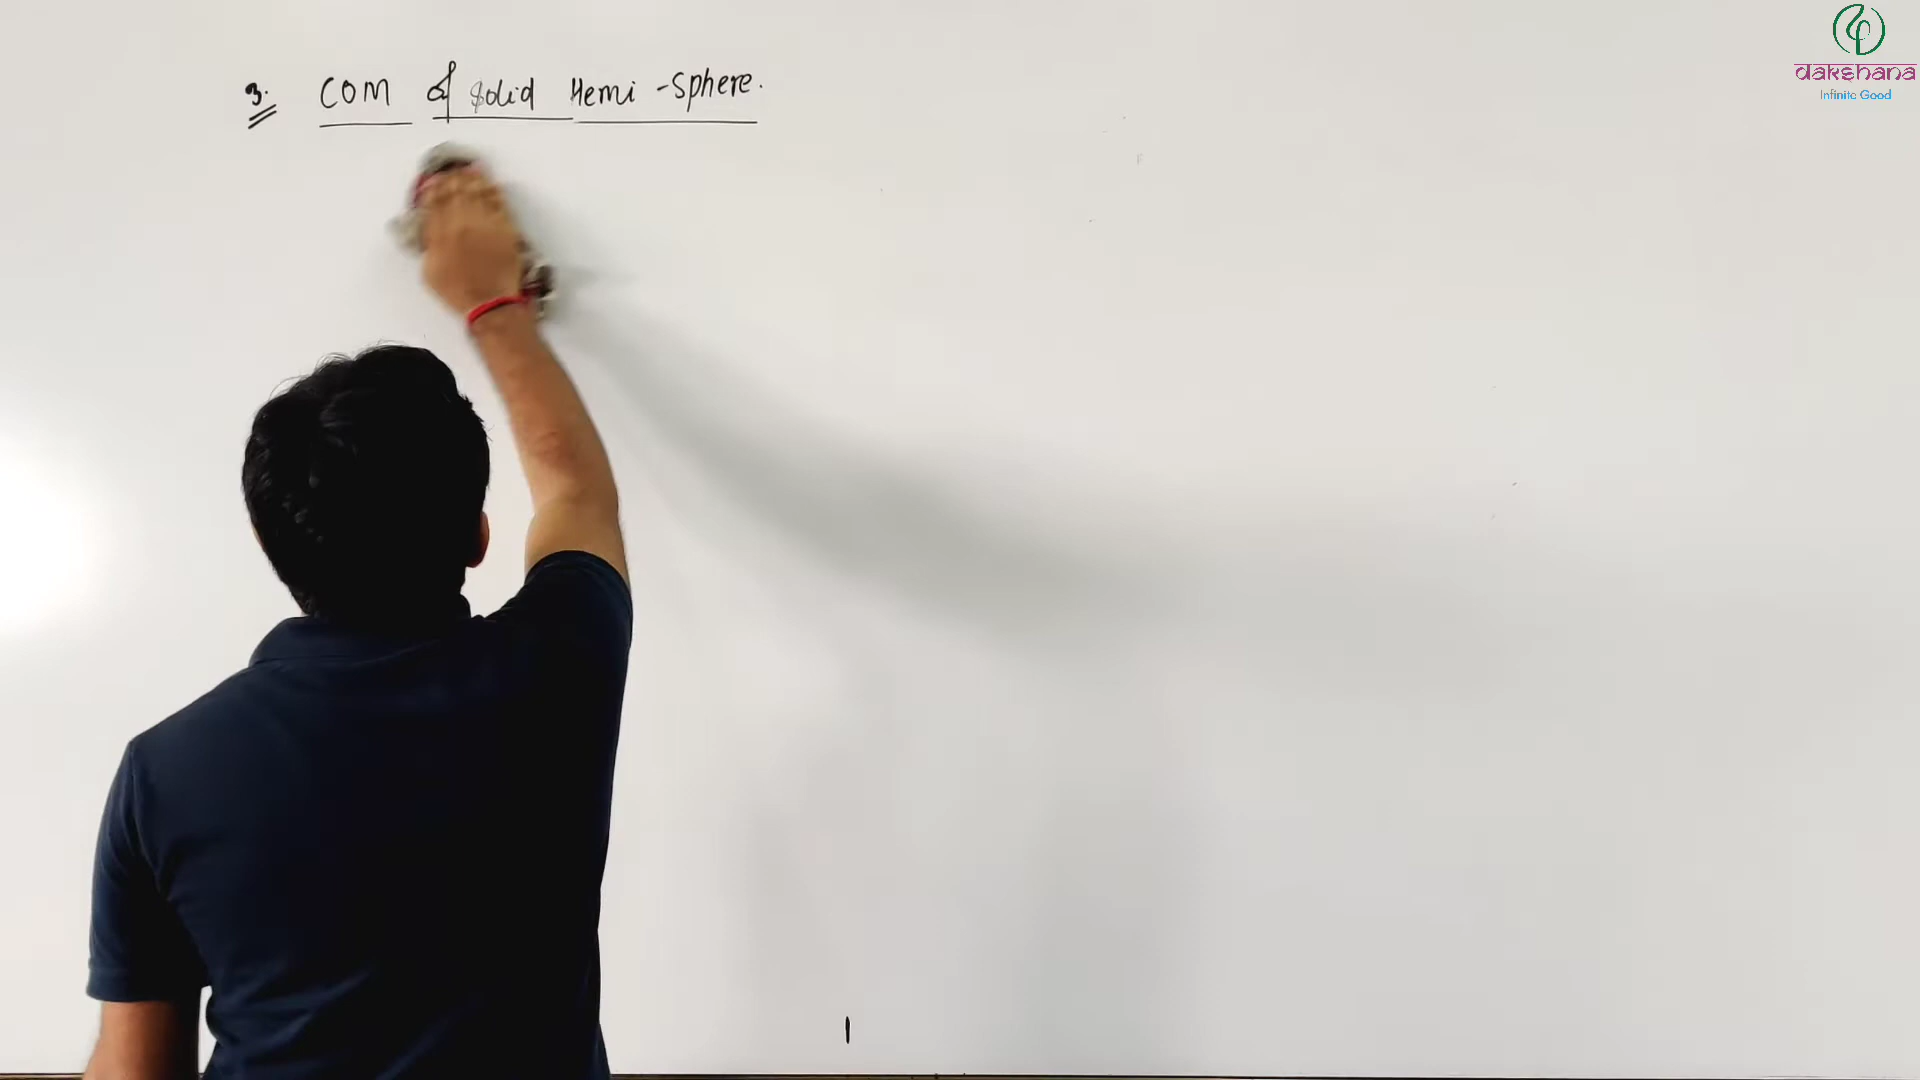 3. COM of Solid Hemi-Sphere.
dakshana
Infinite Good